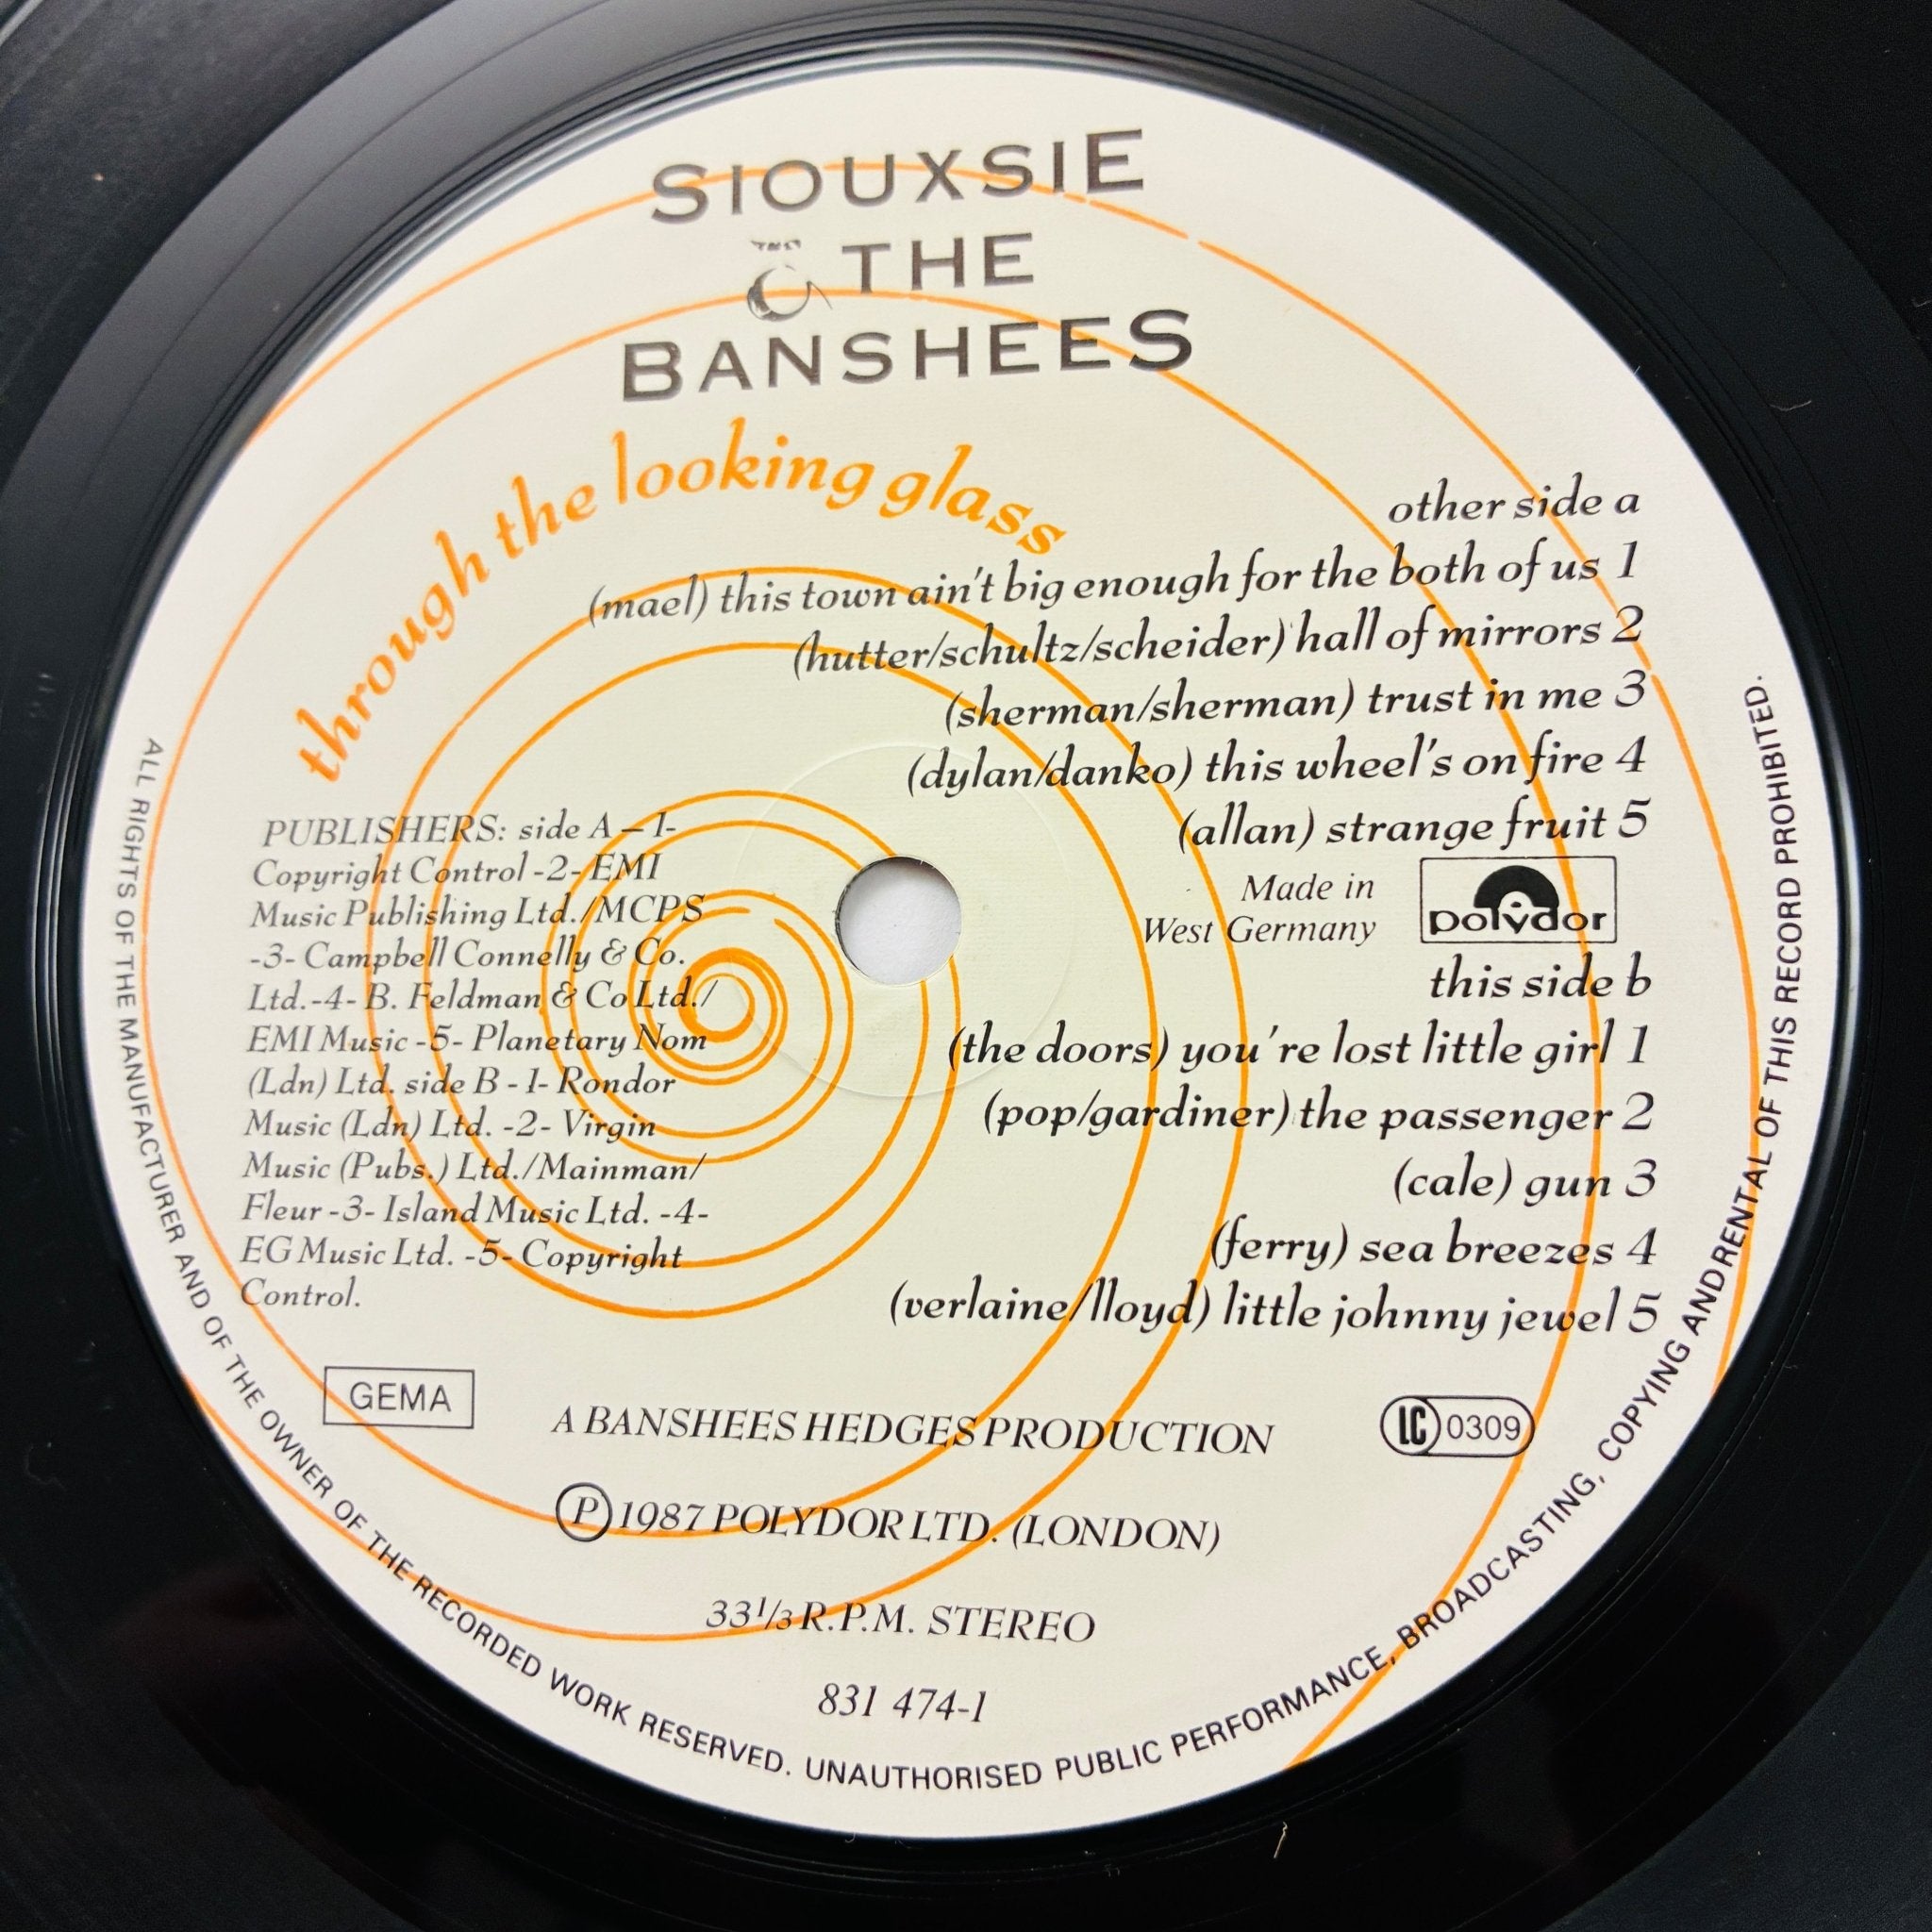 SIOUXSIE
& THE
BANSHEES
through the looking glass
other side a
(mael) this town ain't big enough for the both of us 1
(hutter/schultz/scheider) hall of mirrors 2
(sherman/sherman) trust in me 3
(dylan/danko) this wheel's on fire 4
(allan) strange fruit 5
Made in
West Germany
polydor
this side b
(the doors) you're lost little girl 1
(pop/gardiner) the passenger 2
(cale) gun 3
(ferry) sea breezes 4
(verlaine/lloyd) little johnny jewel 5
PUBLISHERS: side A – 1-
Copyright Control -2- EMI
Music Publishing Ltd./MCPS
-3- Campbell Connelly & Co.
Ltd.-4- B. Feldman & Co Ltd./
EMI Music -5- Planetary Nom
(Ldn) Ltd. side B - 1- Rondor
Music (Ldn) Ltd. -2- Virgin
Music (Pubs.) Ltd./Mainman/
Fleur -3- Island Music Ltd. -4-
EG Music Ltd. -5- Copyright
Control.
GEMA
A BANSHEES HEDGES PRODUCTION
LC 0309
Ⓟ 1987 POLYDOR LTD. (LONDON)
33⅓ R.P.M. STEREO
831 474-1
ALL RIGHTS OF THE MANUFACTURER AND OF THE OWNER OF THE RECORDED WORK RESERVED. UNAUTHORISED PUBLIC PERFORMANCE, BROADCASTING, COPYING AND RENTAL OF THIS RECORD PROHIBITED.